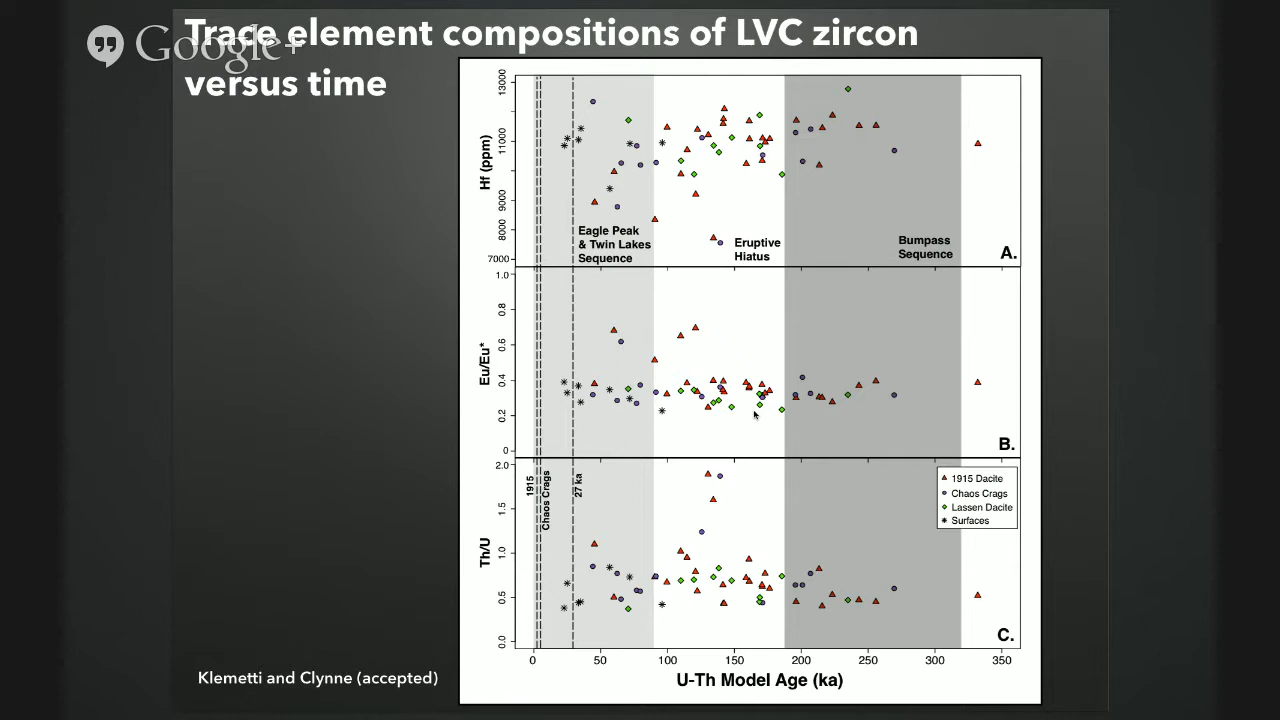 Trace element compositions of LVC zircon
versus time
Google+
13000
11000
9000
8000
7000
Hf (ppm)
Eagle Peak
& Twin Lakes
Sequence
Eruptive
Hiatus
Bumpass
Sequence
A.
1.0
0.8
0.6
0.4
0.2
0
Eu/Eu*
B.
2.0
1.5
1.0
0.5
0.0
Th/U
1915
Chaos Crags
27 ka
1915 Dacite
Chaos Crags
Lassen Dacite
Surfaces
C.
0 50 100 150 200 250 300 350
U-Th Model Age (ka)
Klemetti and Clynne (accepted)